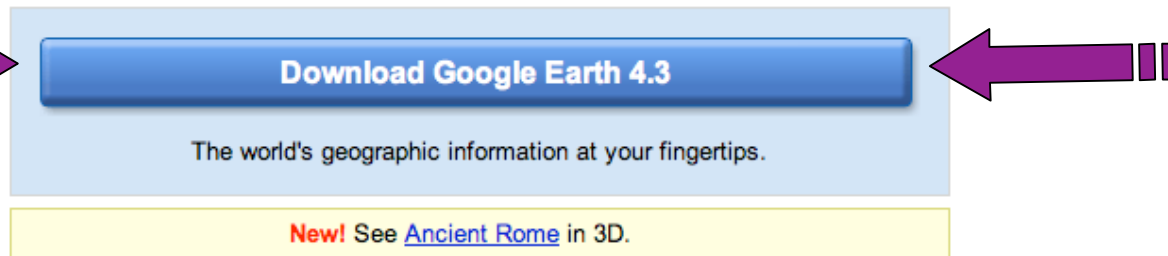 Download Google Earth 4.3
The world's geographic information at your fingertips.
New! See Ancient Rome in 3D.